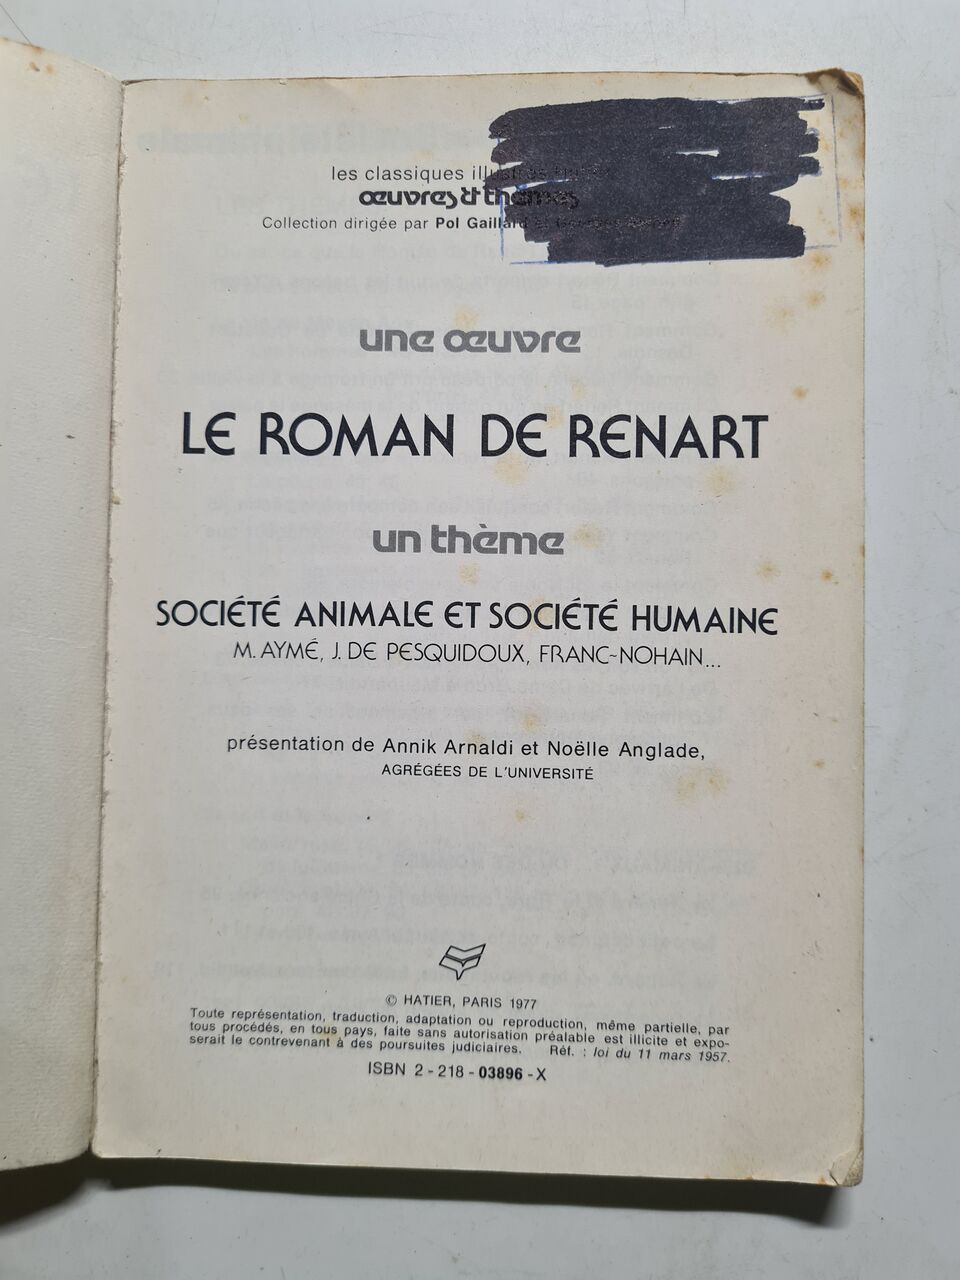 les classiques illustrés
œuvres & thèmes
Collection dirigée par Pol Gaillard et
une œuvre
LE ROMAN DE RENART
un thème
SOCIÉTÉ ANIMALE ET SOCIÉTÉ HUMAINE
M. AYMÉ, J. DE PESQUIDOUX, FRANC-NOHAIN...
présentation de Annik Arnaldi et Noëlle Anglade,
AGRÉGÉES DE L'UNIVERSITÉ
© HATIER, PARIS 1977
Toute représentation, traduction, adaptation ou reproduction, même partielle, par
tous procédés, en tous pays, faite sans autorisation préalable est illicite et expo-
serait le contrevenant à des poursuites judiciaires. Réf. : loi du 11 mars 1957.
ISBN 2 - 218 - 03896 - X